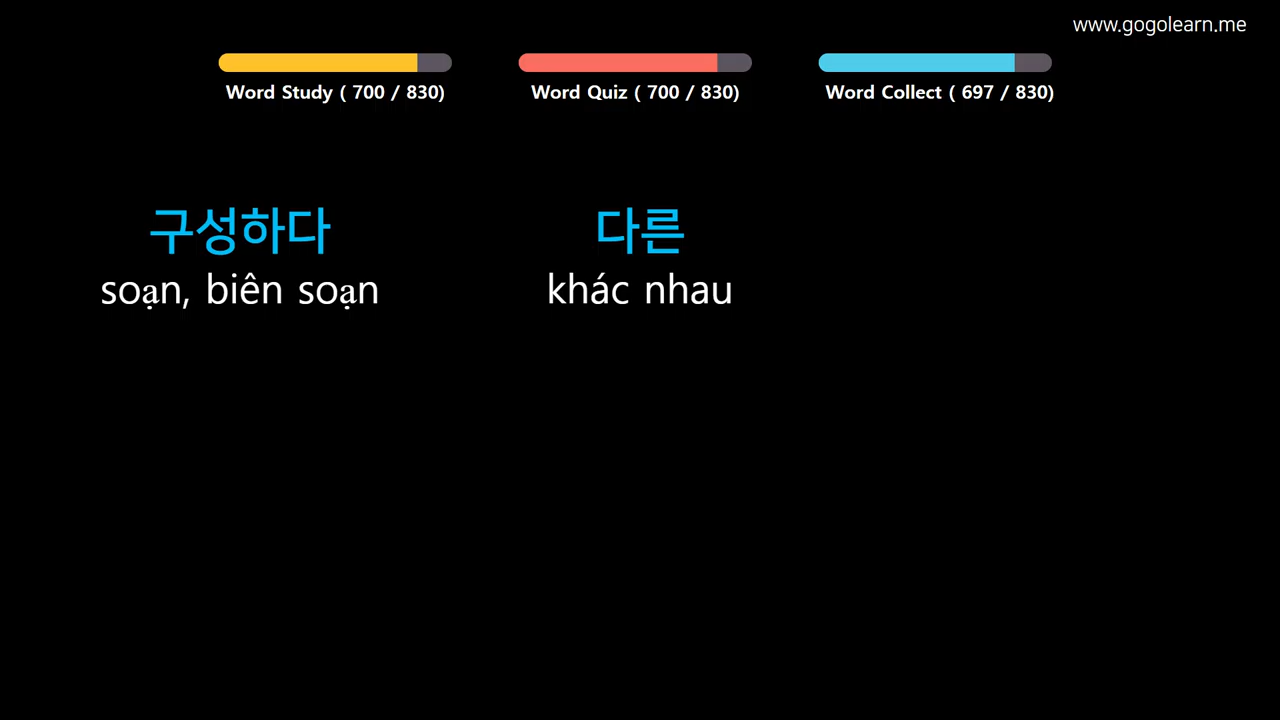 www.gogolearn.me
Word Study ( 700 / 830)
Word Quiz ( 700 / 830)
Word Collect ( 697 / 830)
구성하다
soạn, biên soạn
다른
khác nhau